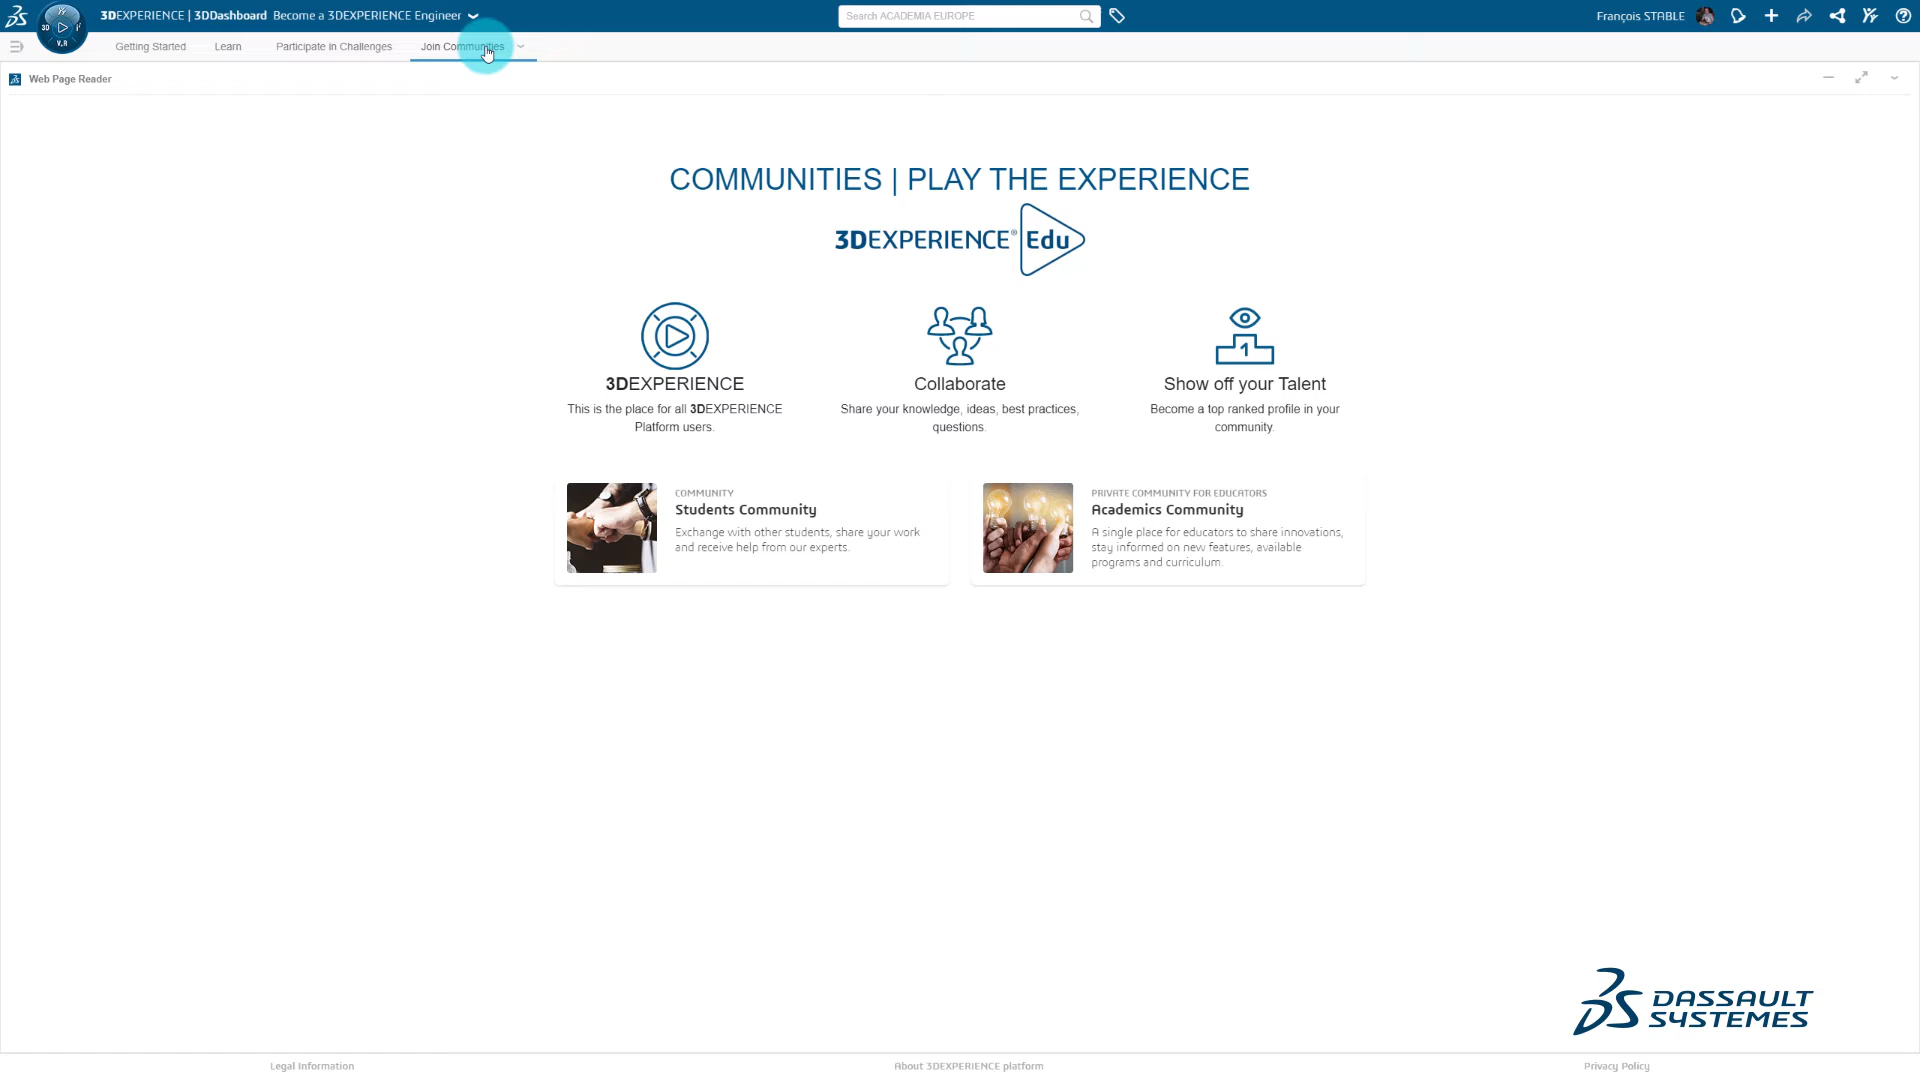 3DEXPERIENCE | 3DDashboard Become a 3DEXPERIENCE Engineer
Search ACADEMIA EUROPE
François STABLE
3D
V.R
Getting Started
Learn
Participate in Challenges
Join Communities
Web Page Reader
COMMUNITIES | PLAY THE EXPERIENCE
3DEXPERIENCE® Edu
1
3DEXPERIENCE
Collaborate
Show off your Talent
This is the place for all 3DEXPERIENCE
Platform users.
Share your knowledge, ideas, best practices,
questions.
Become a top ranked profile in your
community.
COMMUNITY
Students Community
Exchange with other students, share your work
and receive help from our experts.
PRIVATE COMMUNITY FOR EDUCATORS
Academics Community
A single place for educators to share innovations,
stay informed on new features, available
programs and curriculum.
DASSAULT
SYSTEMES
Legal Information
About 3DEXPERIENCE platform
Privacy Policy